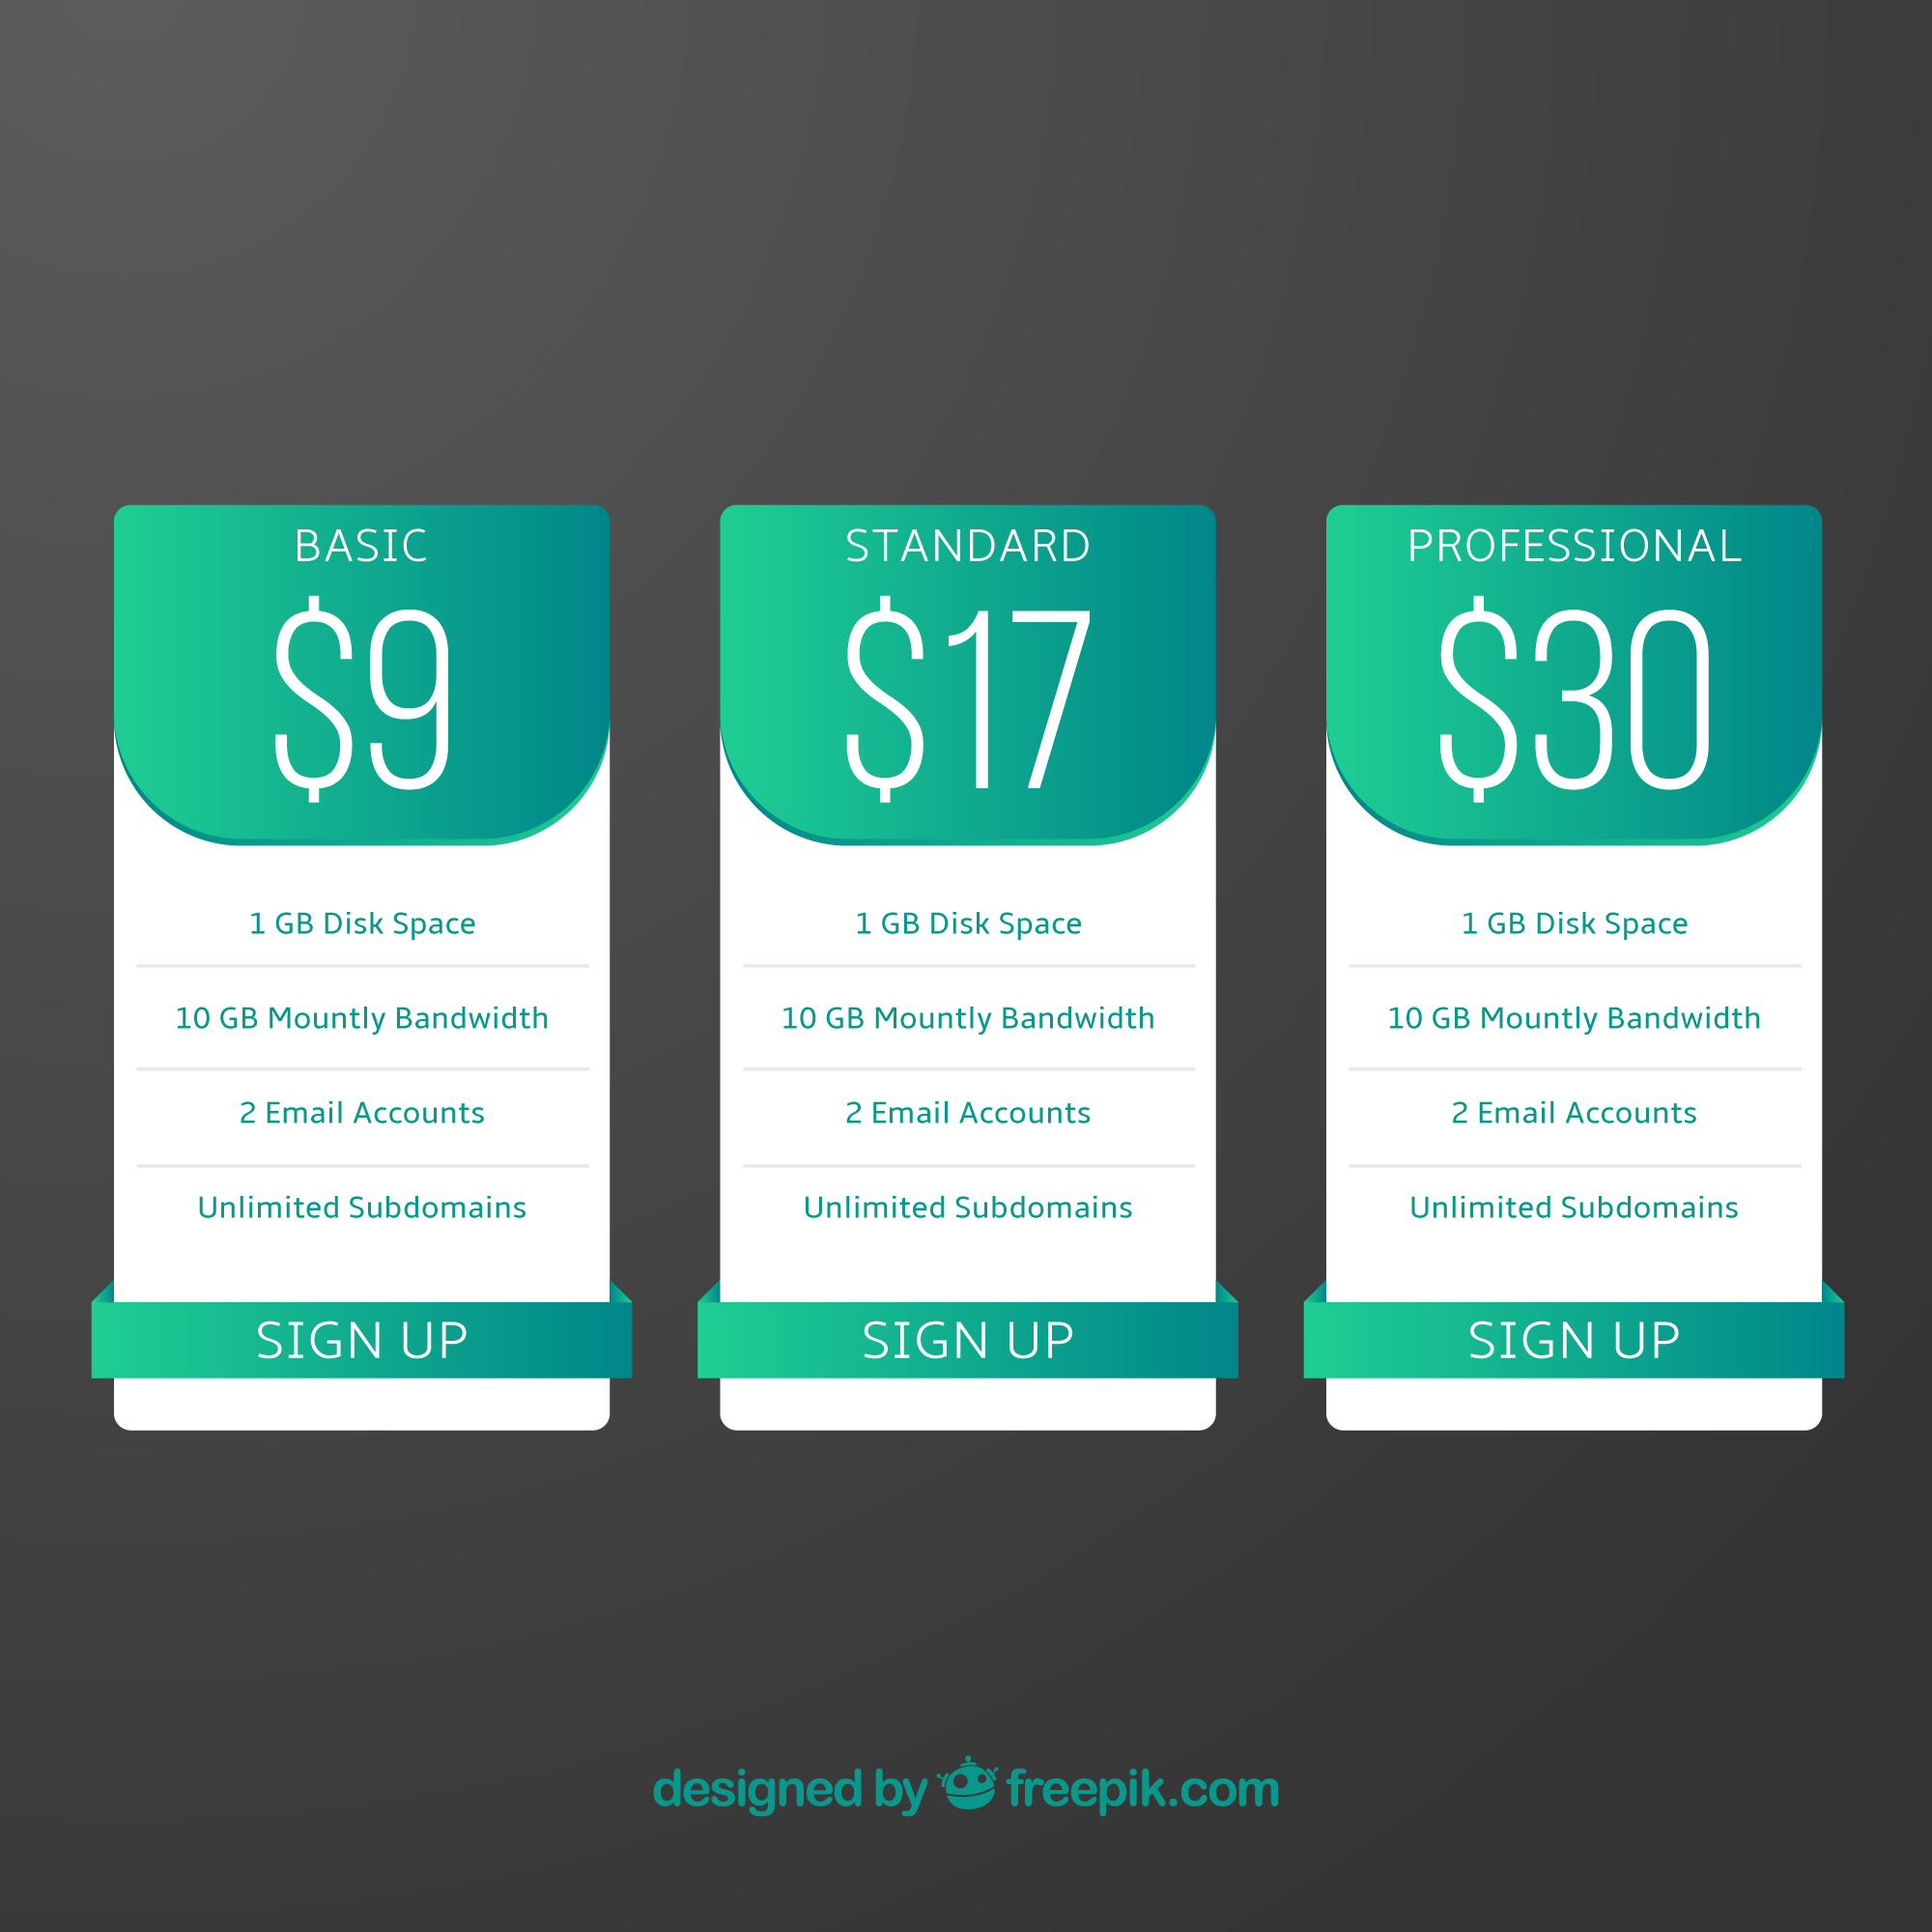 BASIC
$9
1 GB Disk Space
10 GB Mountly Bandwidth
2 Email Accounts
Unlimited Subdomains
SIGN UP
STANDARD
$17
1 GB Disk Space
10 GB Mountly Bandwidth
2 Email Accounts
Unlimited Subdomains
SIGN UP
PROFESSIONAL
$30
1 GB Disk Space
10 GB Mountly Bandwidth
2 Email Accounts
Unlimited Subdomains
SIGN UP
designed by freepik.com